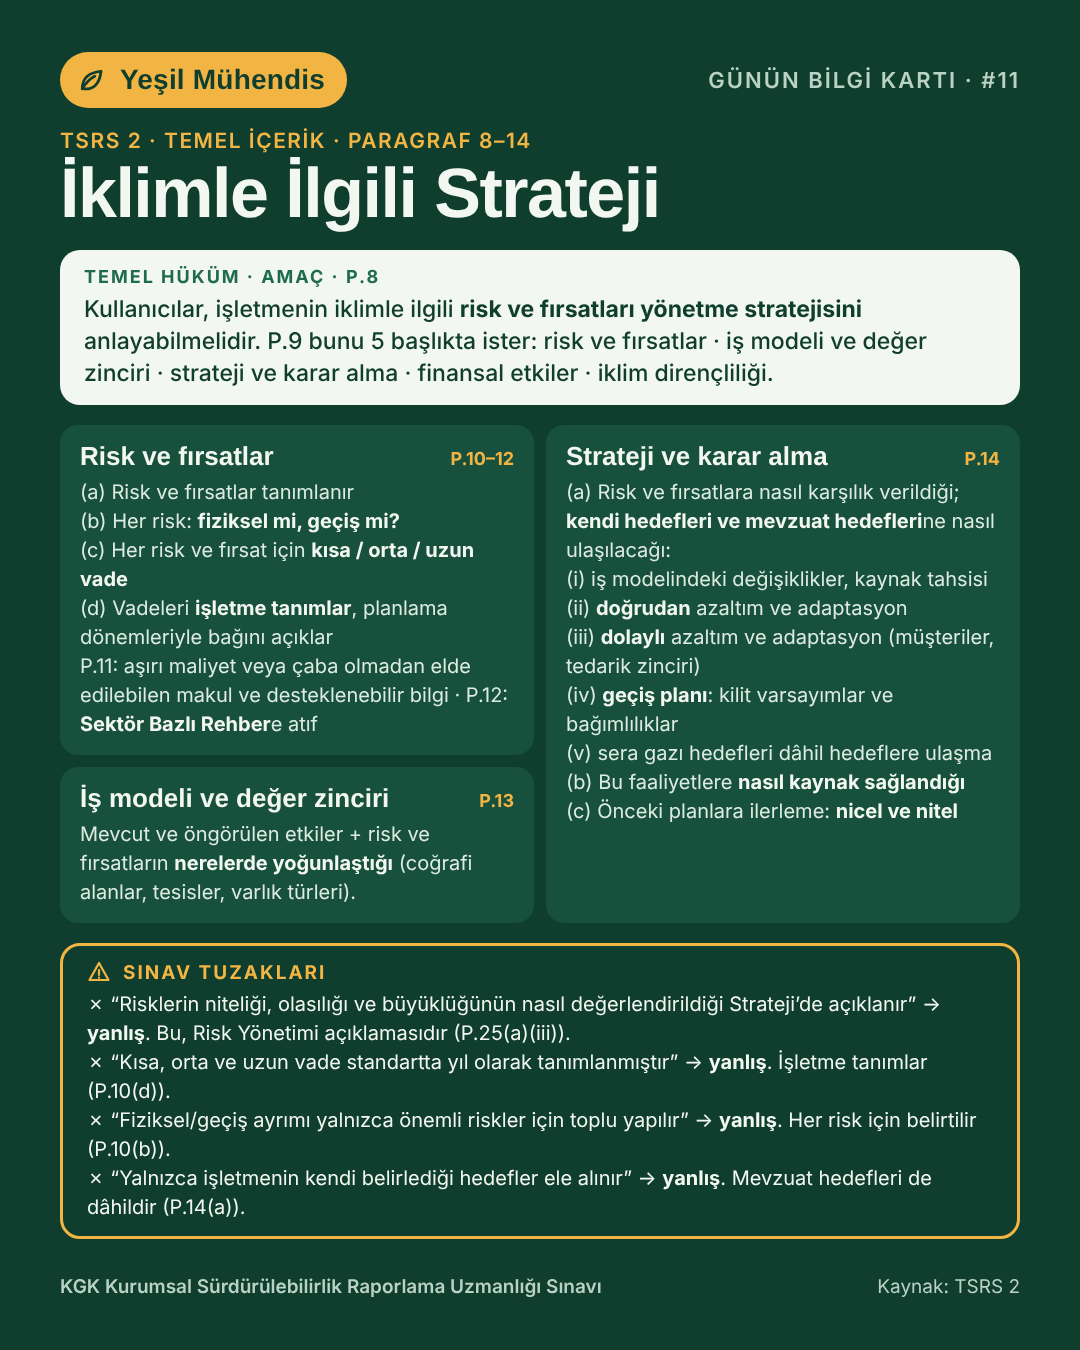 Yeşil Mühendis
GÜNÜN BİLGİ KARTI · #11
TSRS 2 · TEMEL İÇERİK · PARAGRAF 8–14
İklimle İlgili Strateji
TEMEL HÜKÜM · AMAÇ · P.8
Kullanıcılar, işletmenin iklimle ilgili risk ve fırsatları yönetme stratejisini
anlayabilmelidir. P.9 bunu 5 başlıkta ister: risk ve fırsatlar · iş modeli ve değer
zinciri · strateji ve karar alma · finansal etkiler · iklim dirençliliği.
Risk ve fırsatlar P.10–12
(a) Risk ve fırsatlar tanımlanır
(b) Her risk: fiziksel mi, geçiş mi?
(c) Her risk ve fırsat için kısa / orta / uzun
vade
(d) Vadeleri işletme tanımlar, planlama
dönemleriyle bağını açıklar
P.11: aşırı maliyet veya çaba olmadan elde
edilebilen makul ve desteklenebilir bilgi · P.12:
Sektör Bazlı Rehbere atıf
İş modeli ve değer zinciri P.13
Mevcut ve öngörülen etkiler + risk ve
fırsatların nerelerde yoğunlaştığı (coğrafi
alanlar, tesisler, varlık türleri).
Strateji ve karar alma P.14
(a) Risk ve fırsatlara nasıl karşılık verildiği;
kendi hedefleri ve mevzuat hedeflerine nasıl
ulaşılacağı:
(i) iş modelindeki değişiklikler, kaynak tahsisi
(ii) doğrudan azaltım ve adaptasyon
(iii) dolaylı azaltım ve adaptasyon (müşteriler,
tedarik zinciri)
(iv) geçiş planı: kilit varsayımlar ve
bağımlılıklar
(v) sera gazı hedefleri dâhil hedeflere ulaşma
(b) Bu faaliyetlere nasıl kaynak sağlandığı
(c) Önceki planlara ilerleme: nicel ve nitel
⚠ SINAV TUZAKLARI
× “Risklerin niteliği, olasılığı ve büyüklüğünün nasıl değerlendirildiği Strateji’de açıklanır” →
yanlış. Bu, Risk Yönetimi açıklamasıdır (P.25(a)(iii)).
× “Kısa, orta ve uzun vade standartta yıl olarak tanımlanmıştır” → yanlış. İşletme tanımlar
(P.10(d)).
× “Fiziksel/geçiş ayrımı yalnızca önemli riskler için toplu yapılır” → yanlış. Her risk için belirtilir
(P.10(b)).
× “Yalnızca işletmenin kendi belirlediği hedefler ele alınır” → yanlış. Mevzuat hedefleri de
dâhildir (P.14(a)).
KGK Kurumsal Sürdürülebilirlik Raporlama Uzmanlığı Sınavı
Kaynak: TSRS 2